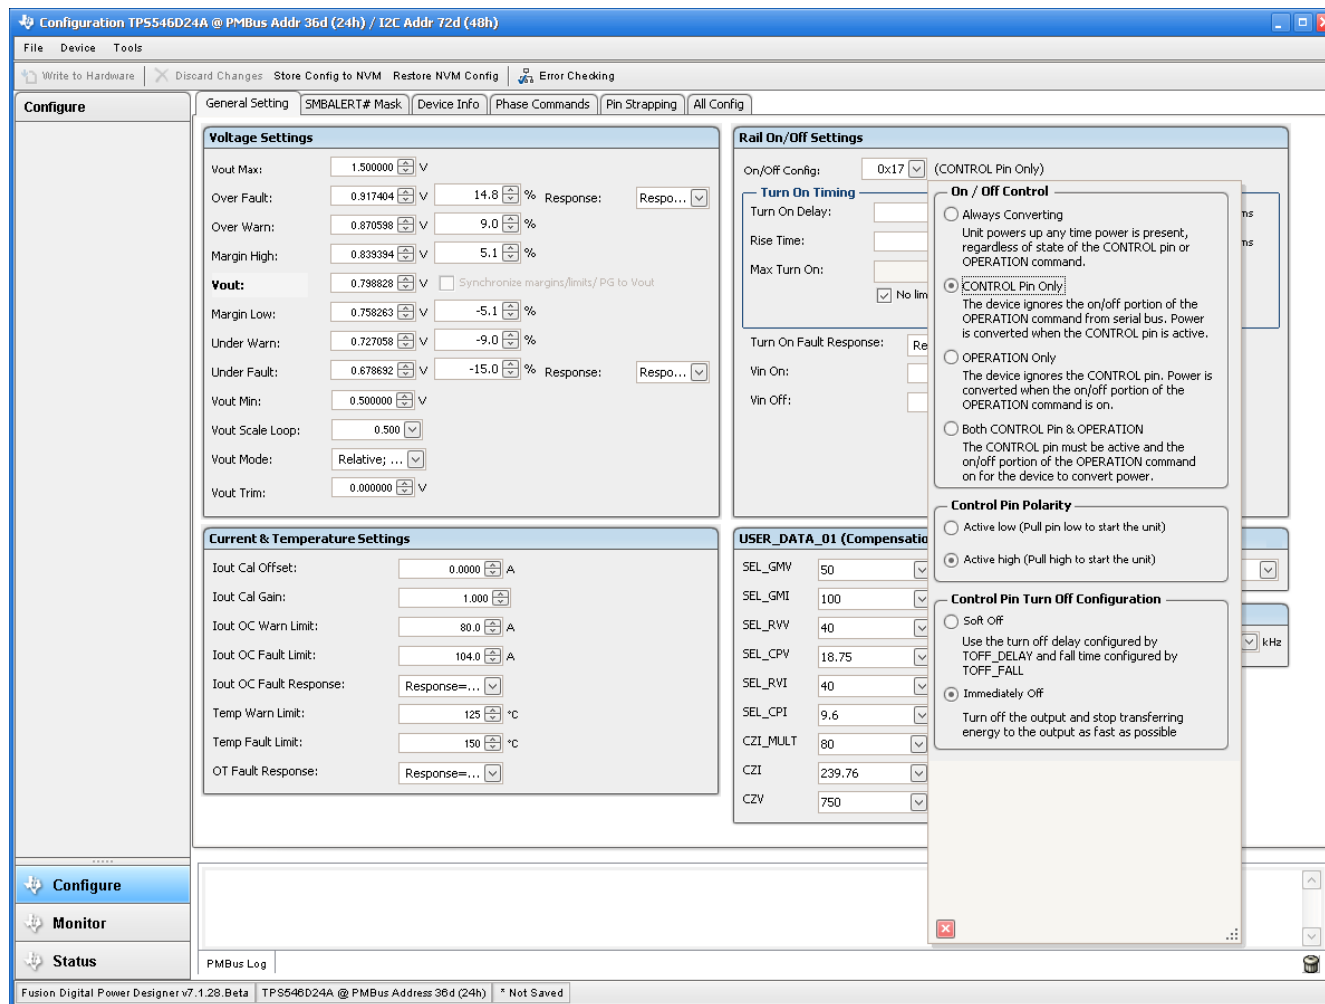 Configuration TPS546D24A @ PMBus Addr 36d (24h) / I2C Addr 72d (48h)
File Device Tools
Write to Hardware Discard Changes Store Config to NVM Restore NVM Config Error Checking
Configure
General Setting SMBALERT# Mask Device Info Phase Commands Pin Strapping All Config
Voltage Settings
Vout Max: 1.500000 V
Over Fault: 0.917404 V 14.8 % Response: Respo...
Over Warn: 0.870598 V 9.0 %
Margin High: 0.839394 V 5.1 %
Vout: 0.798828 V Synchronize margins/limits/ PG to Vout
Margin Low: 0.758263 V -5.1 %
Under Warn: 0.727058 V -9.0 %
Under Fault: 0.678692 V -15.0 % Response: Respo...
Vout Min: 0.500000 V
Vout Scale Loop: 0.500
Vout Mode: Relative; ...
Vout Trim: 0.000000 V
Rail On/Off Settings
On/Off Config: 0x17 (CONTROL Pin Only)
Turn On Timing
Turn On Delay: ms
Rise Time: ms
Max Turn On:
No lim
Turn On Fault Response: Re
Vin On:
Vin Off:
On / Off Control
Always Converting
Unit powers up any time power is present,
regardless of state of the CONTROL pin or
OPERATION command.
CONTROL Pin Only
The device ignores the on/off portion of the
OPERATION command from serial bus. Power
is converted when the CONTROL pin is active.
OPERATION Only
The device ignores the CONTROL pin. Power is
converted when the on/off portion of the
OPERATION command is on.
Both CONTROL Pin & OPERATION
The CONTROL pin must be active and the
on/off portion of the OPERATION command
on for the device to convert power.
Control Pin Polarity
Active low (Pull pin low to start the unit)
Active high (Pull high to start the unit)
Control Pin Turn Off Configuration
Soft Off
Use the turn off delay configured by
TOFF_DELAY and fall time configured by
TOFF_FALL
Immediately Off
Turn off the output and stop transferring
energy to the output as fast as possible
Current & Temperature Settings
Iout Cal Offset: 0.0000 A
Iout Cal Gain: 1.000
Iout OC Warn Limit: 80.0 A
Iout OC Fault Limit: 104.0 A
Iout OC Fault Response: Response=...
Temp Warn Limit: 125 °C
Temp Fault Limit: 150 °C
OT Fault Response: Response=...
USER_DATA_01 (Compensatio
SEL_GMV 50
SEL_GMI 100
SEL_RVV 40
SEL_CPV 18.75
SEL_RVI 40
SEL_CPI 9.6
CZI_MULT 80
CZI 239.76
CZV 750
kHz
Configure
Monitor
Status
PMBus Log
Fusion Digital Power Designer v7.1.28.Beta TPS546D24A @ PMBus Address 36d (24h) * Not Saved